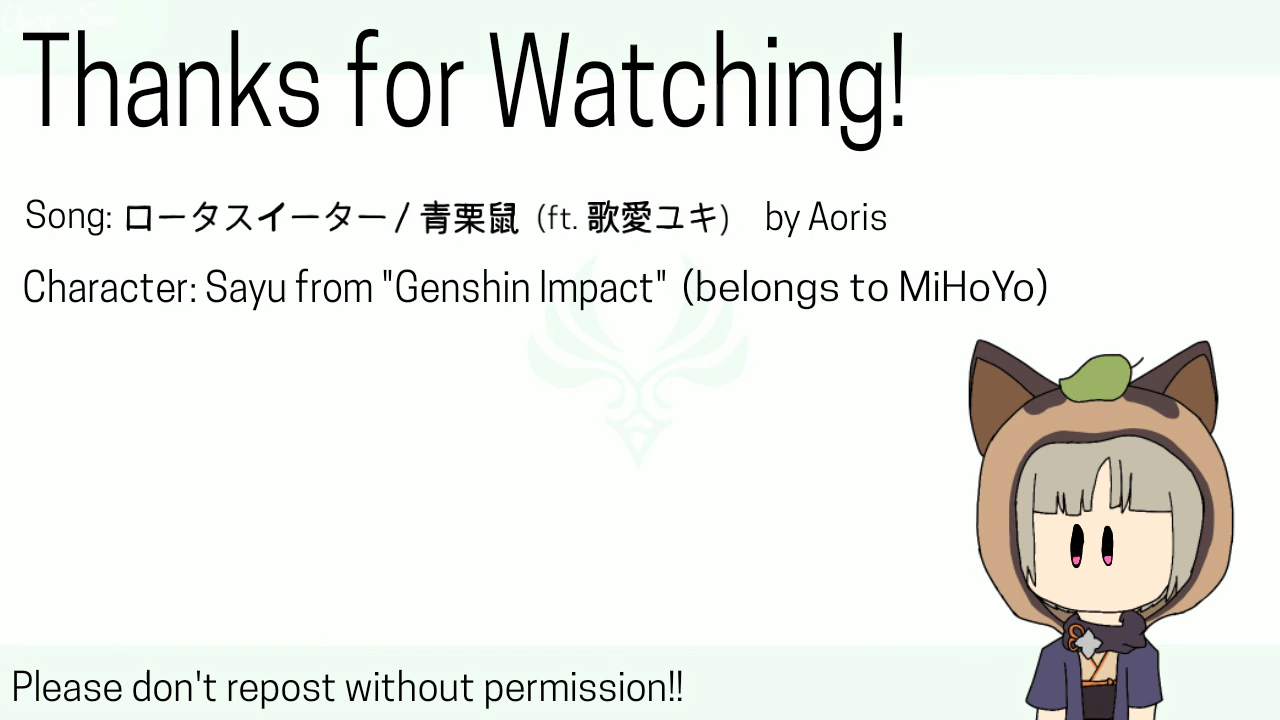 Thanks for Watching!
Song: ロータスイーター / 青栗鼠 (ft. 歌愛ユキ) by Aoris
Character: Sayu from "Genshin Impact" (belongs to MiHoYo)
Please don't repost without permission!!